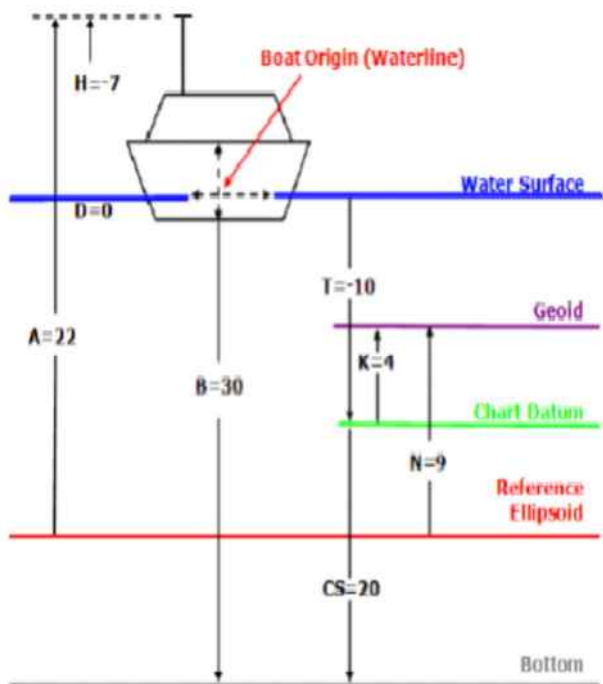 H=-7
Boat Origin (Waterline)
Water Surface
D=0
T=-10
Geoid
A=22
K=4
B=30
Chart Datum
N=9
Reference
Ellipsoid
CS=20
Bottom